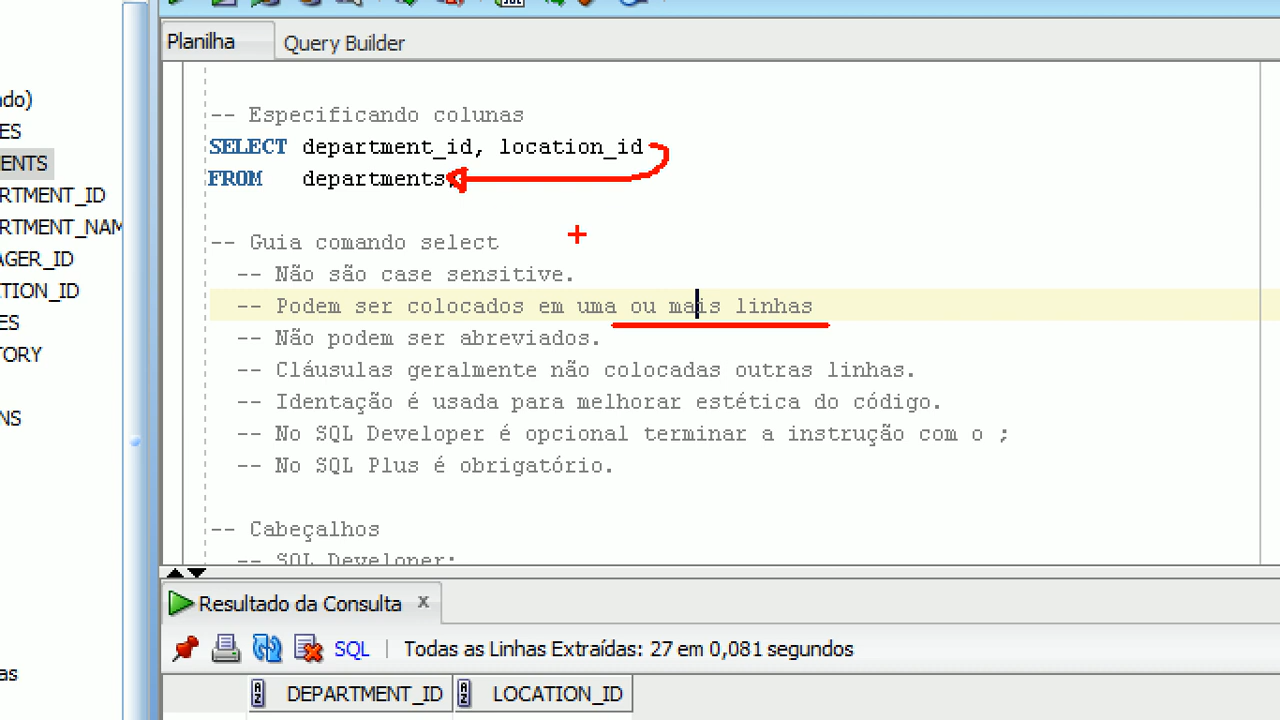 Planilha
Query Builder
-- Especificando colunas
SELECT department_id, location_id
FROM departments;
-- Guia comando select
-- Não são case sensitive.
-- Podem ser colocados em uma ou mais linhas
-- Não podem ser abreviados.
-- Cláusulas geralmente não colocadas outras linhas.
-- Identação é usada para melhorar estética do código.
-- No SQL Developer é opcional terminar a instrução com o ;
-- No SQL Plus é obrigatório.
-- Cabeçalhos
-- SQL Developer:
do)
ES
ENTS
RTMENT_ID
RTMENT_NAM
AGER_ID
TION_ID
ES
TORY
NS
as
Resultado da Consulta x
SQL | Todas as Linhas Extraídas: 27 em 0,081 segundos
DEPARTMENT_ID LOCATION_ID